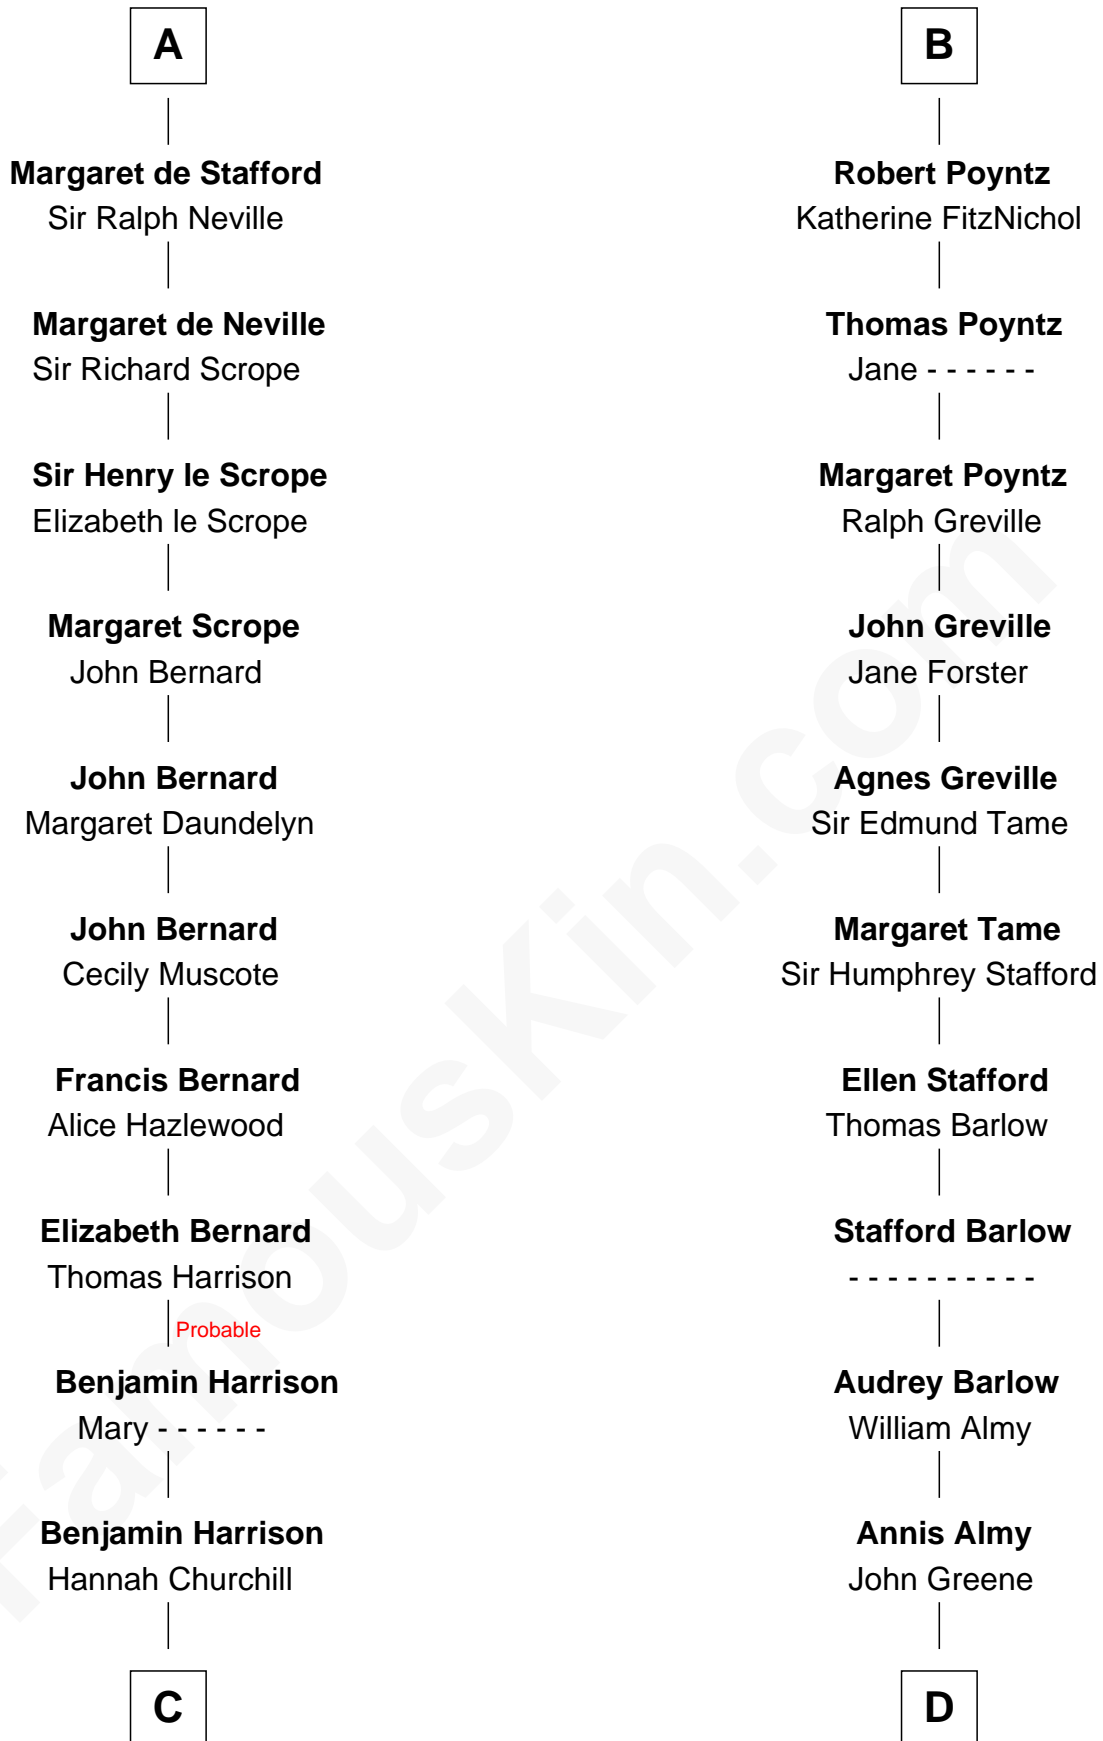 A
Margaret de Stafford
Sir Ralph Neville
Margaret de Neville
Sir Richard Scrope
Sir Henry le Scrope
Elizabeth le Scrope
Margaret Scrope
John Bernard
John Bernard
Margaret Daundelyn
John Bernard
Cecily Muscote
Francis Bernard
Alice Hazlewood
Elizabeth Bernard
Thomas Harrison
Probable
Benjamin Harrison
Mary - - - - - -
Benjamin Harrison
Hannah Churchill
C
B
Robert Poyntz
Katherine FitzNichol
Thomas Poyntz
Jane - - - - - -
Margaret Poyntz
Ralph Greville
John Greville
Jane Forster
Agnes Greville
Sir Edmund Tame
Margaret Tame
Sir Humphrey Stafford
Ellen Stafford
Thomas Barlow
Stafford Barlow
- - - - - - - - - -
Audrey Barlow
William Almy
Annis Almy
John Greene
D
FamousKin.com